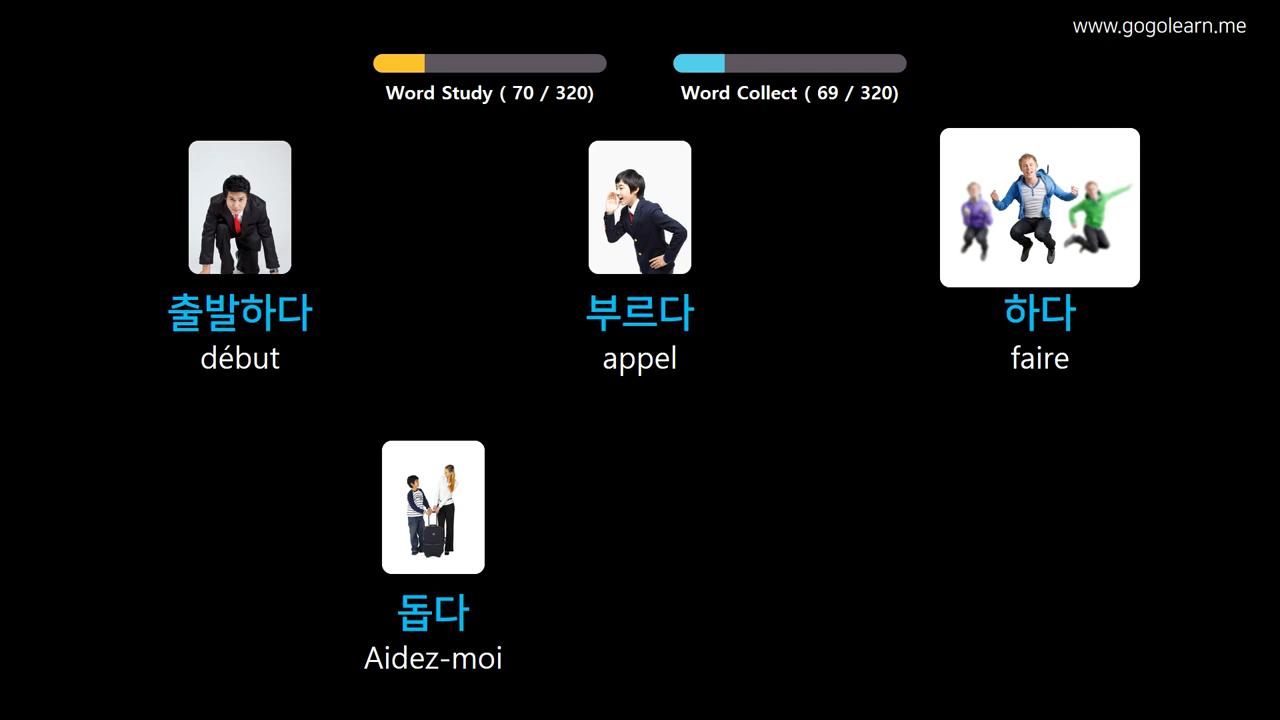 www.gogolearn.me
Word Study ( 70 / 320)
Word Collect ( 69 / 320)
출발하다
début
부르다
appel
하다
faire
돕다
Aidez-moi